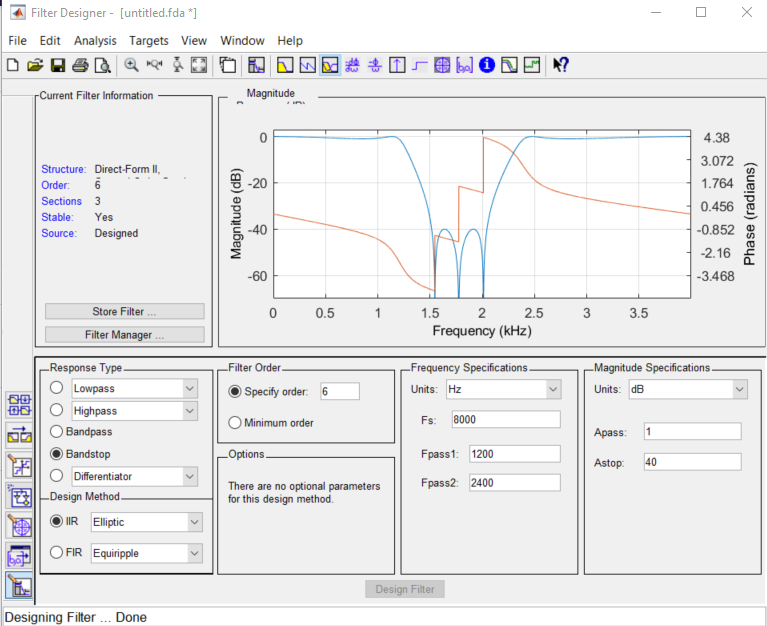 Filter Designer - [untitled.fda *]
File Edit Analysis Targets View Window Help
Current Filter Information
Structure: Direct-Form II,
Order: 6
Sections 3
Stable: Yes
Source: Designed
Store Filter ...
Filter Manager ...
Magnitude
Magnitude (dB)
0
-20
-40
-60
0 0.5 1 1.5 2 2.5 3 3.5
Frequency (kHz)
4.38
3.072
1.764
0.456
-0.852
-2.16
-3.468
Phase (radians)
Response Type
Lowpass
Highpass
Bandpass
Bandstop
Differentiator
Design Method
IIR Elliptic
FIR Equiripple
Filter Order
Specify order: 6
Minimum order
Options
There are no optional parameters
for this design method.
Frequency Specifications
Units: Hz
Fs: 8000
Fpass1: 1200
Fpass2: 2400
Magnitude Specifications
Units: dB
Apass: 1
Astop: 40
Design Filter
Designing Filter ... Done